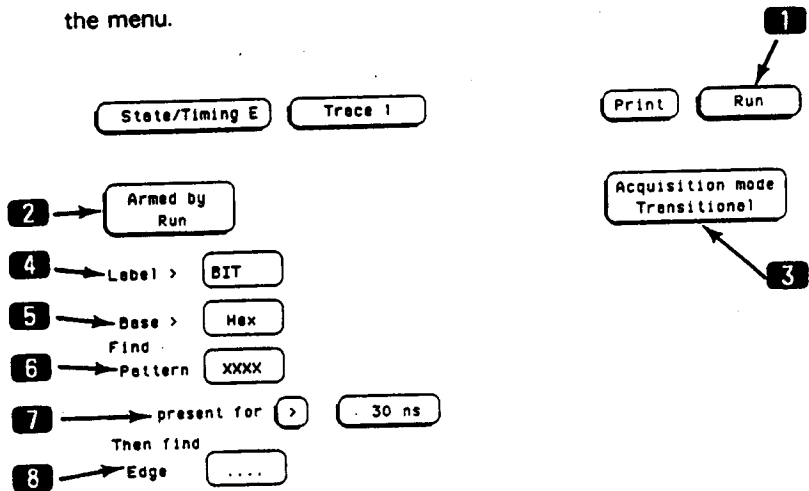 the menu.
1
State/Timing E Trace 1 Print Run
2 Armed by Run
Acquisition mode Transitional
3
4 Label > BIT
5 Base > Hex
6 Find Pattern XXXX
7 present for > 30 ns
8 Then find Edge ....